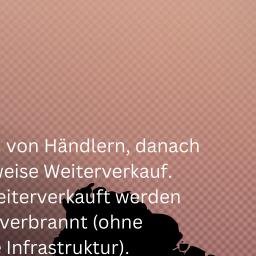 von Händlern, danach
weise Weiterverkauf.
eiterverkauft werden
verbrannt (ohne
e Infrastruktur).